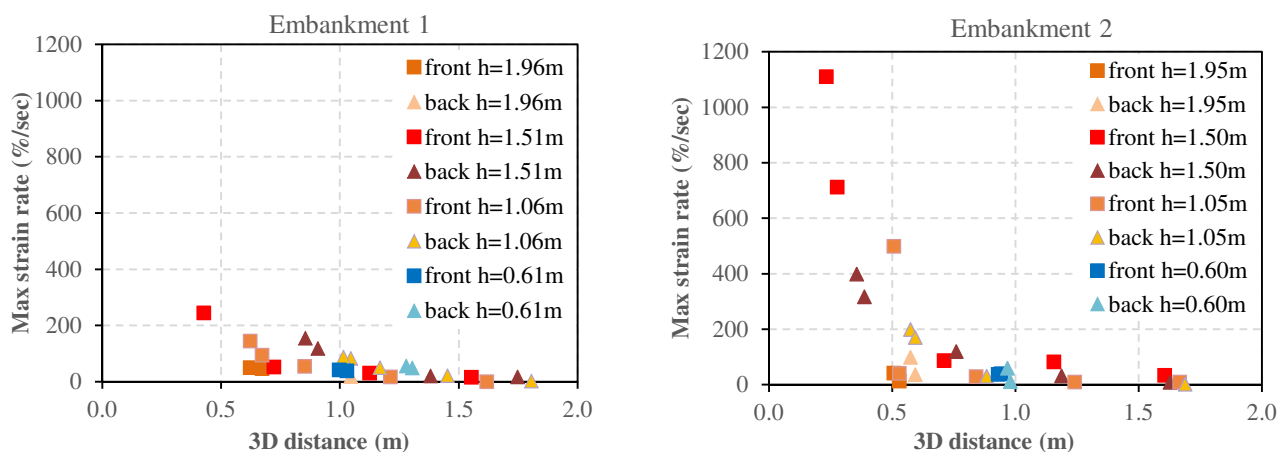 Embankment 1
1200
1000
800
600
400
200
0
0.0
0.5
1.0
1.5
2.0
Max strain rate (%/sec)
3D distance (m)
front h=1.96m
back h=1.96m
front h=1.51m
back h=1.51m
front h=1.06m
back h=1.06m
front h=0.61m
back h=0.61m
Embankment 2
1200
1000
800
600
400
200
0
0.0
0.5
1.0
1.5
2.0
Max strain rate (%/sec)
3D distance (m)
front h=1.95m
back h=1.95m
front h=1.50m
back h=1.50m
front h=1.05m
back h=1.05m
front h=0.60m
back h=0.60m